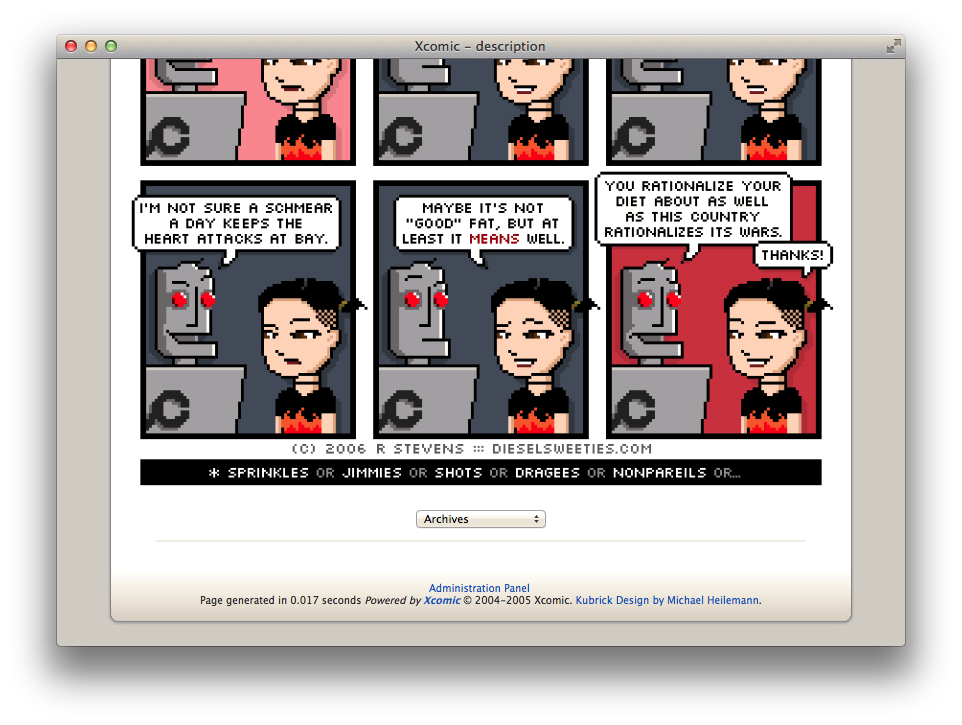 Xcomic – description
I'M NOT SURE A SCHMEAR
A DAY KEEPS THE
HEART ATTACKS AT BAY.
MAYBE IT'S NOT
"GOOD" FAT, BUT AT
LEAST IT MEANS WELL.
YOU RATIONALIZE YOUR
DIET ABOUT AS WELL
AS THIS COUNTRY
RATIONALIZES ITS WARS.
THANKS!
(C) 2006 R STEVENS ::: DIESELSWEETIES.COM
* SPRINKLES OR JIMMIES OR SHOTS OR DRAGEES OR NONPAREILS OR...
Archives
Administration Panel
Page generated in 0.017 seconds Powered by Xcomic © 2004-2005 Xcomic. Kubrick Design by Michael Heilemann.